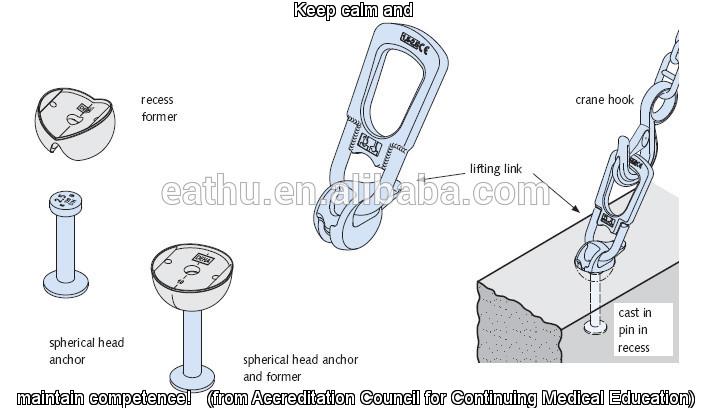 Keep calm and
recess
former
crane hook
lifting link
eathu.en.alibaba.com
spherical head
anchor
spherical head anchor
and former
cast in
pin in
recess
maintain competence! (from Accreditation Council for Continuing Medical Education)